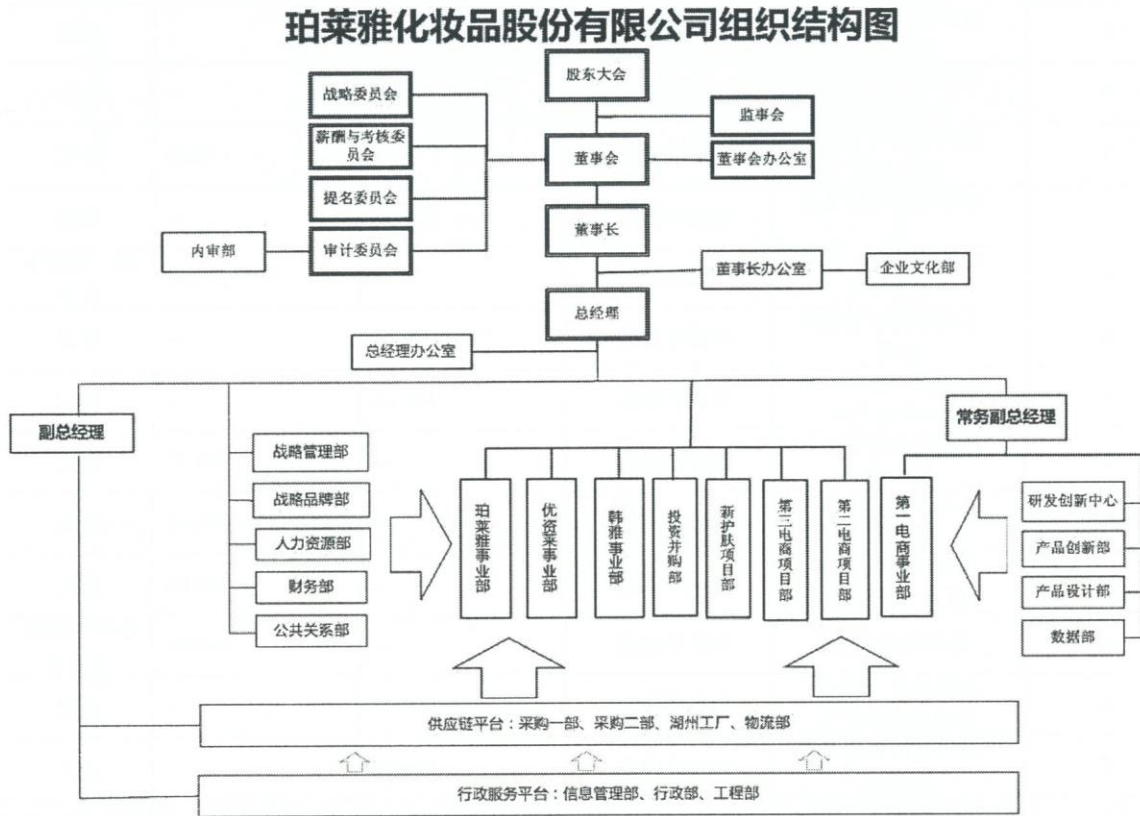 珀莱雅化妆品股份有限公司组织结构图
股东大会
战略委员会
监事会
薪酬与考核委
员会
董事会
董事会办公室
提名委员会
董事长
内审部
审计委员会
董事长办公室
企业文化部
总经理
总经理办公室
副总经理
常务副总经理
战略管理部
战略品牌部
人力资源部
财务部
公共关系部
珀莱雅事业部
优资莱事业部
韩雅事业部
投资并购部
新护肤项目部
第三电商项目部
第二电商项目部
第一电商事业部
研发创新中心
产品创新部
产品设计部
数据部
供应链平台：采购一部、采购二部、湖州工厂、物流部
行政服务平台：信息管理部、行政部、工程部